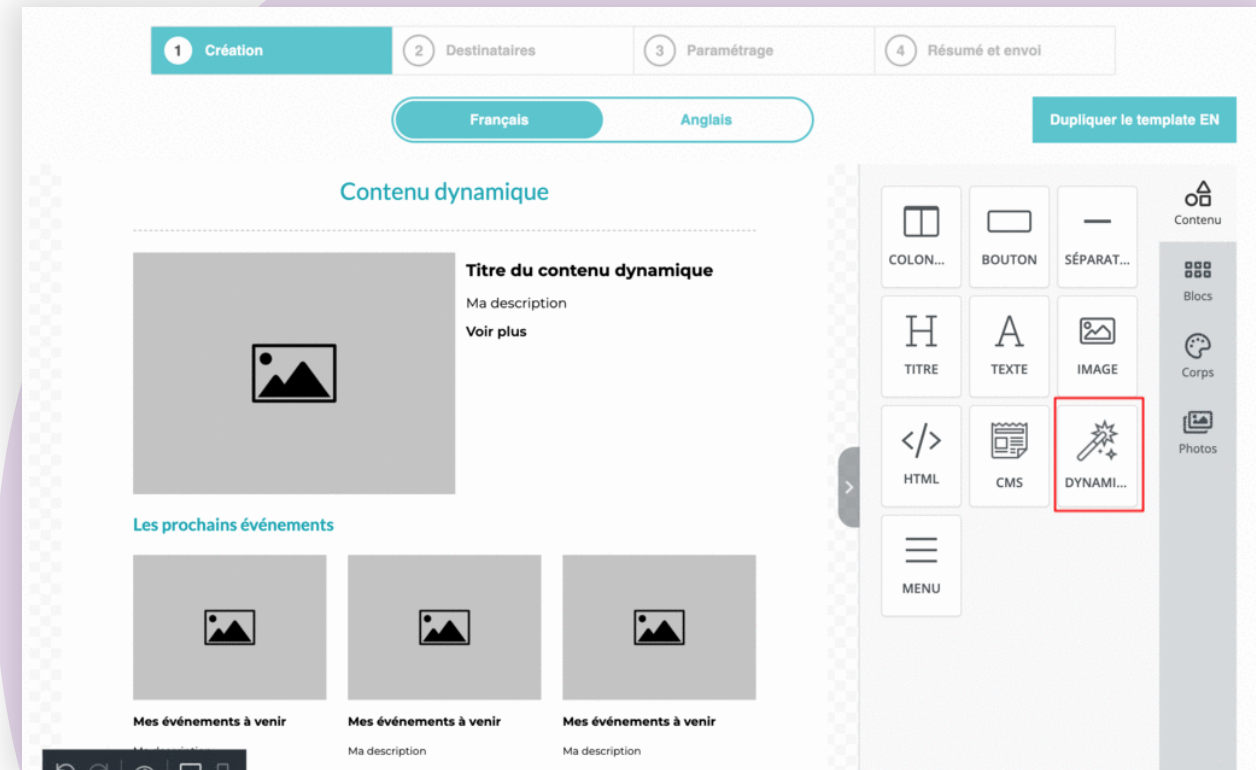 1 Création
2 Destinataires
3 Paramétrage
4 Résumé et envoi
Français
Anglais
Dupliquer le template EN
Contenu dynamique
Titre du contenu dynamique
Ma description
Voir plus
Les prochains événements
Mes événements à venir
Mes événements à venir
Mes événements à venir
Ma description
Ma description
COLON...
BOUTON
SÉPARAT...
TITRE
TEXTE
IMAGE
HTML
CMS
DYNAMI...
MENU
Contenu
Blocs
Corps
Photos